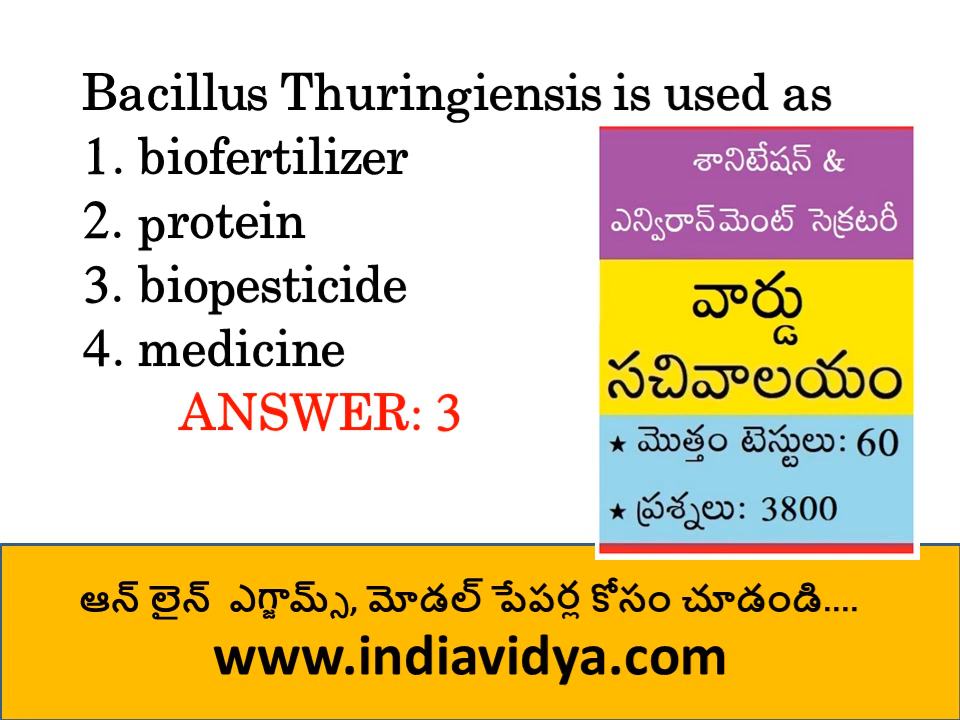 Bacillus Thuringiensis is used as
1. biofertilizer
2. protein
3. biopesticide
4. medicine
ANSWER: 3
శానిటేషన్ &
ఎన్విరాన్‌మెంట్ సెక్రటరీ
వార్డు
సచివాలయం
★ మొత్తం టెస్టులు: 60
★ ప్రశ్నలు: 3800
ఆన్ లైన్ ఎగ్జామ్స్, మోడల్ పేపర్ల కోసం చూడండి....
www.indiavidya.com